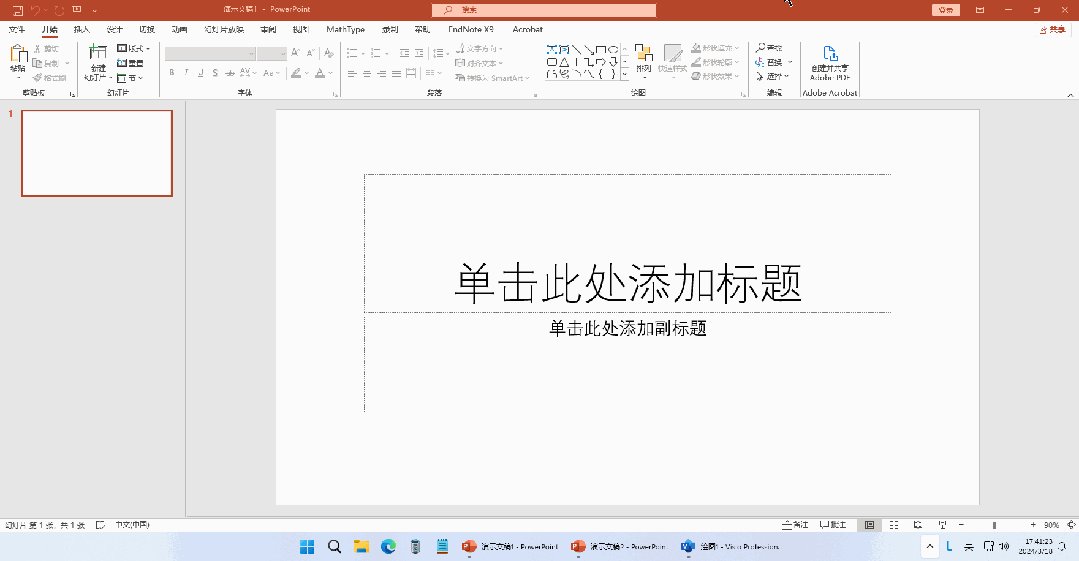 演示文稿1 - PowerPoint
搜索
登录
文件 开始 插入 设计 切换 动画 幻灯片放映 审阅 视图 MathType 录制 帮助 EndNote X9 Acrobat
共享
粘贴
剪切
复制
格式刷
剪贴板
新建
幻灯片
版式
重置
节
幻灯片
字体
文字方向
对齐文本
转换为 SmartArt
段落
排列
快速样式
形状填充
形状轮廓
形状效果
绘图
查找
替换
选择
编辑
创建并共享
Adobe PDF
Adobe Acrobat
1
单击此处添加标题
单击此处添加副标题
幻灯片 第 1 张, 共 1 张
中文(中国)
备注
批注
90%
演示文稿1 - PowerPoint
演示文稿2 - PowerPoin
绘图1 - Visio Profession
英
17:41:23
2024/3/18